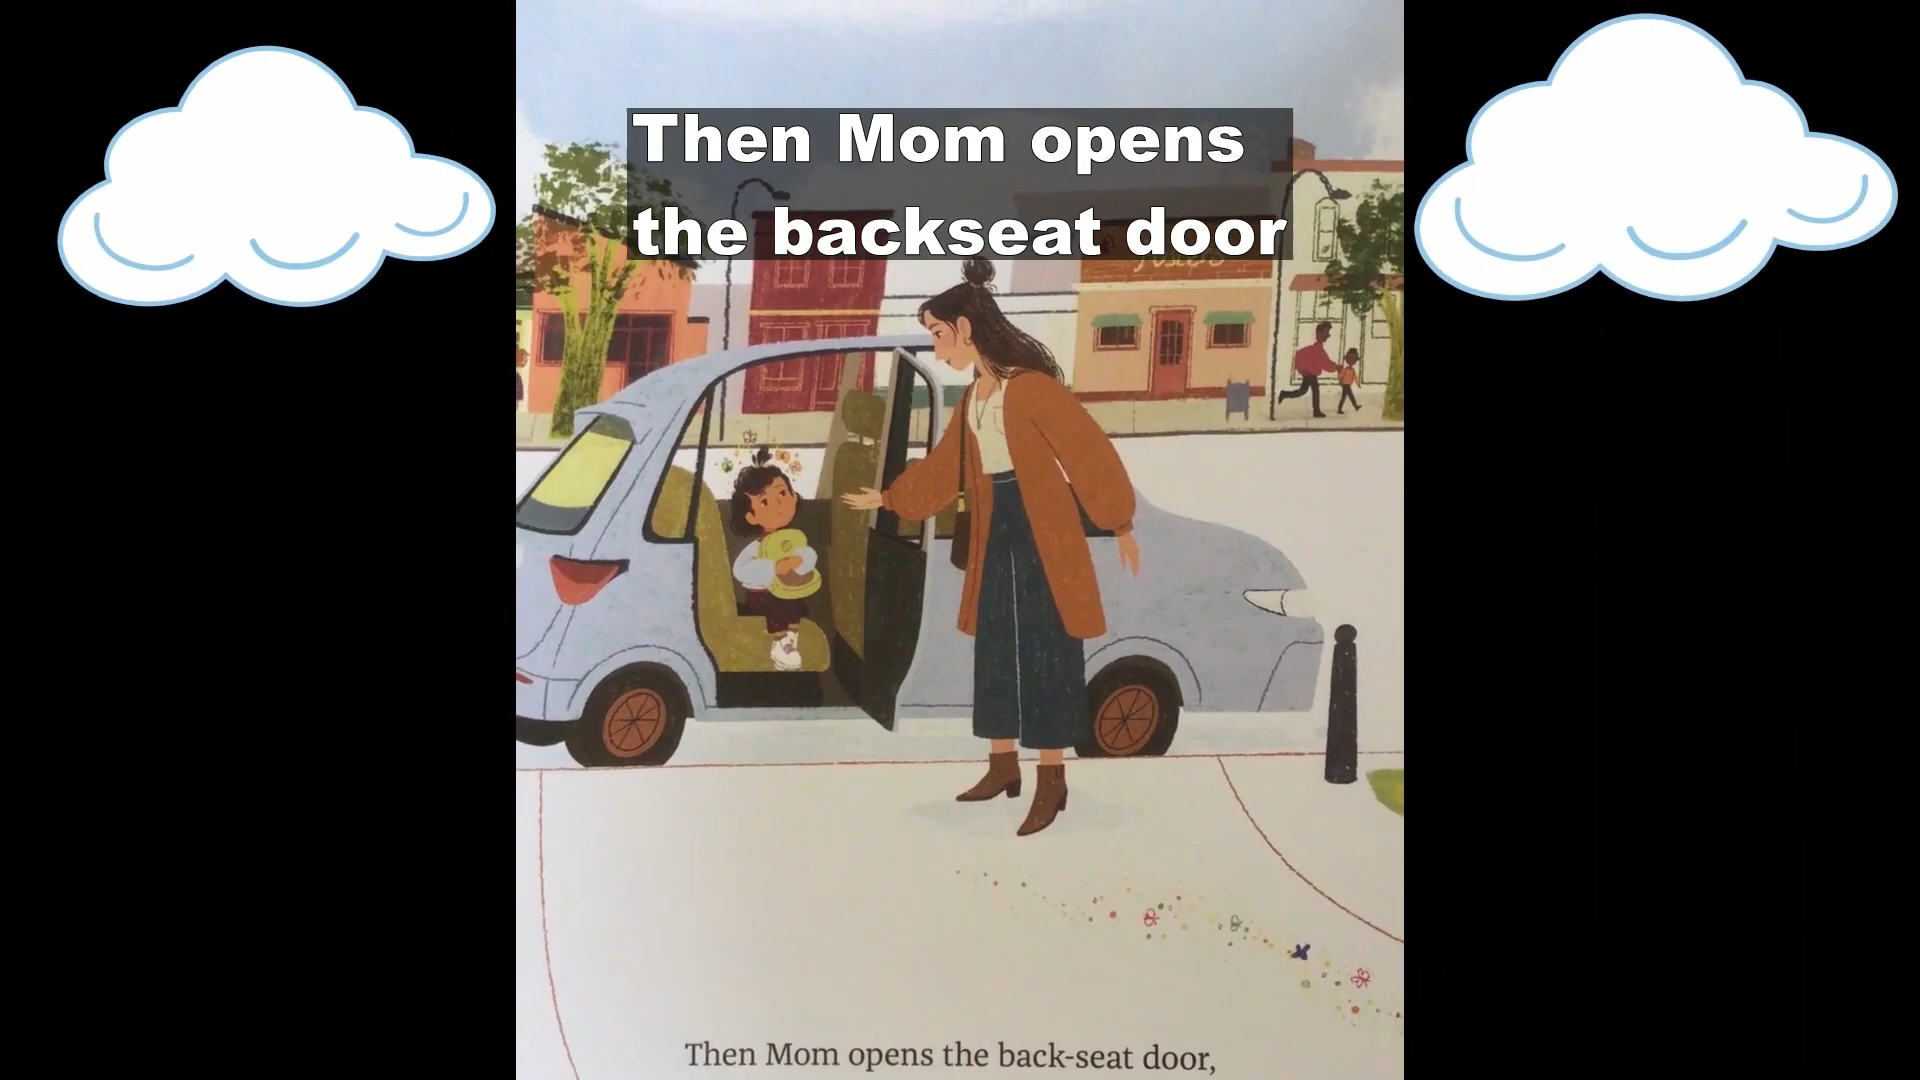 Then Mom opens
the backseat door
Then Mom opens the back-seat door,